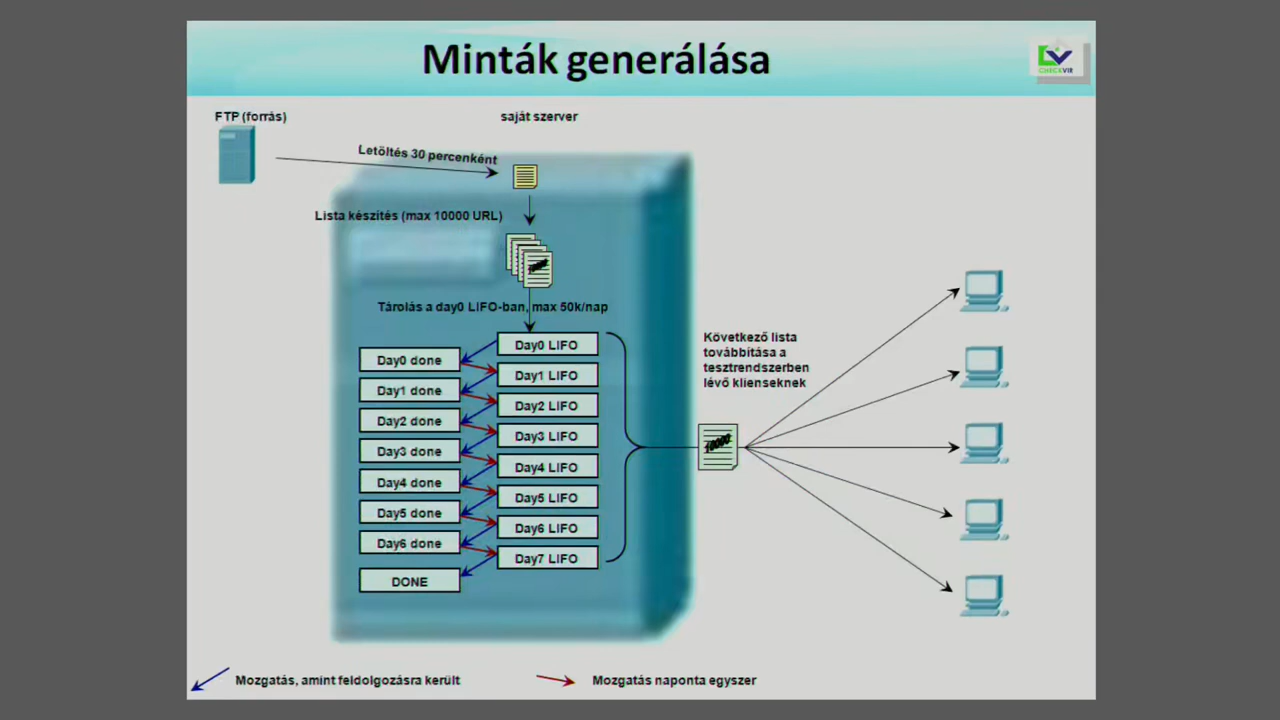 Minták generálása
CHECKVIR
FTP (forrás)
saját szerver
Letöltés 30 percenként
Lista készítés (max 10000 URL)
10000
Tárolás a day0 LIFO-ban, max 50k/nap
Day0 LIFO
Day0 done
Day1 LIFO
Day1 done
Day2 LIFO
Day2 done
Day3 LIFO
Day3 done
Day4 LIFO
Day4 done
Day5 LIFO
Day5 done
Day6 LIFO
Day6 done
Day7 LIFO
DONE
Következő lista
továbbítása a
tesztrendszerben
lévő klienseknek
10000
Mozgatás, amint feldolgozásra került
Mozgatás naponta egyszer